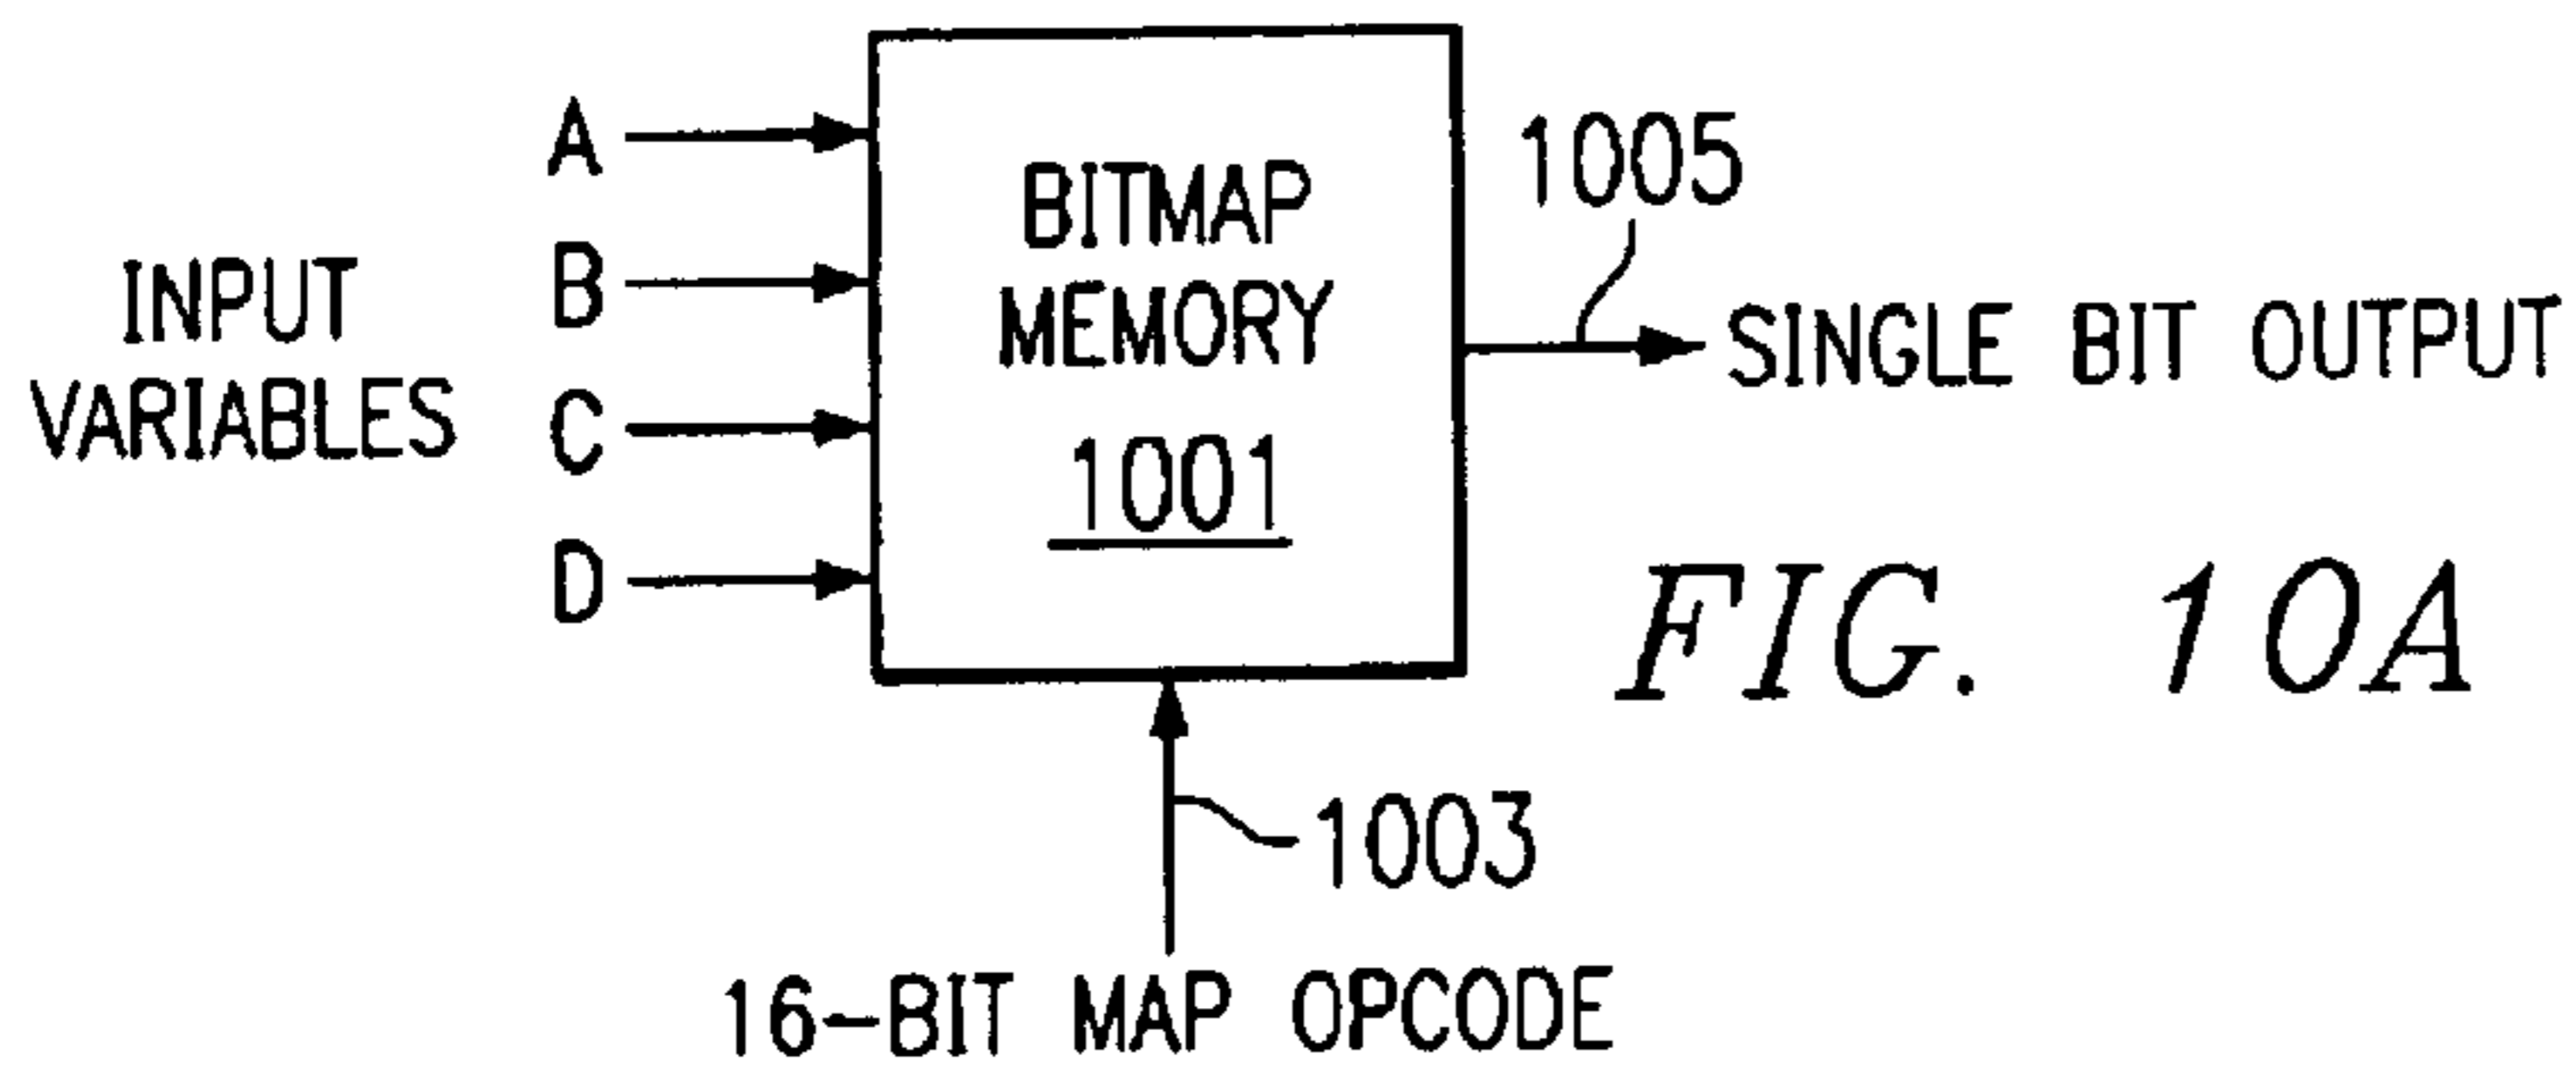 INPUT
VARIABLES
A
B
C
D
BITMAP
MEMORY
1001
1005
SINGLE BIT OUTPUT
1003
16-BIT MAP OPCODE
FIG. 10A